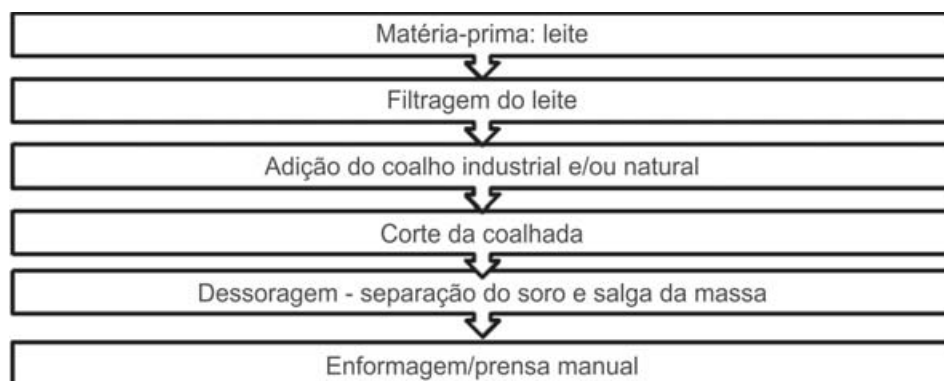 Matéria-prima: leite
Filtragem do leite
Adição do coalho industrial e/ou natural
Corte da coalhada
Dessoragem - separação do soro e salga da massa
Enformagem/prensa manual